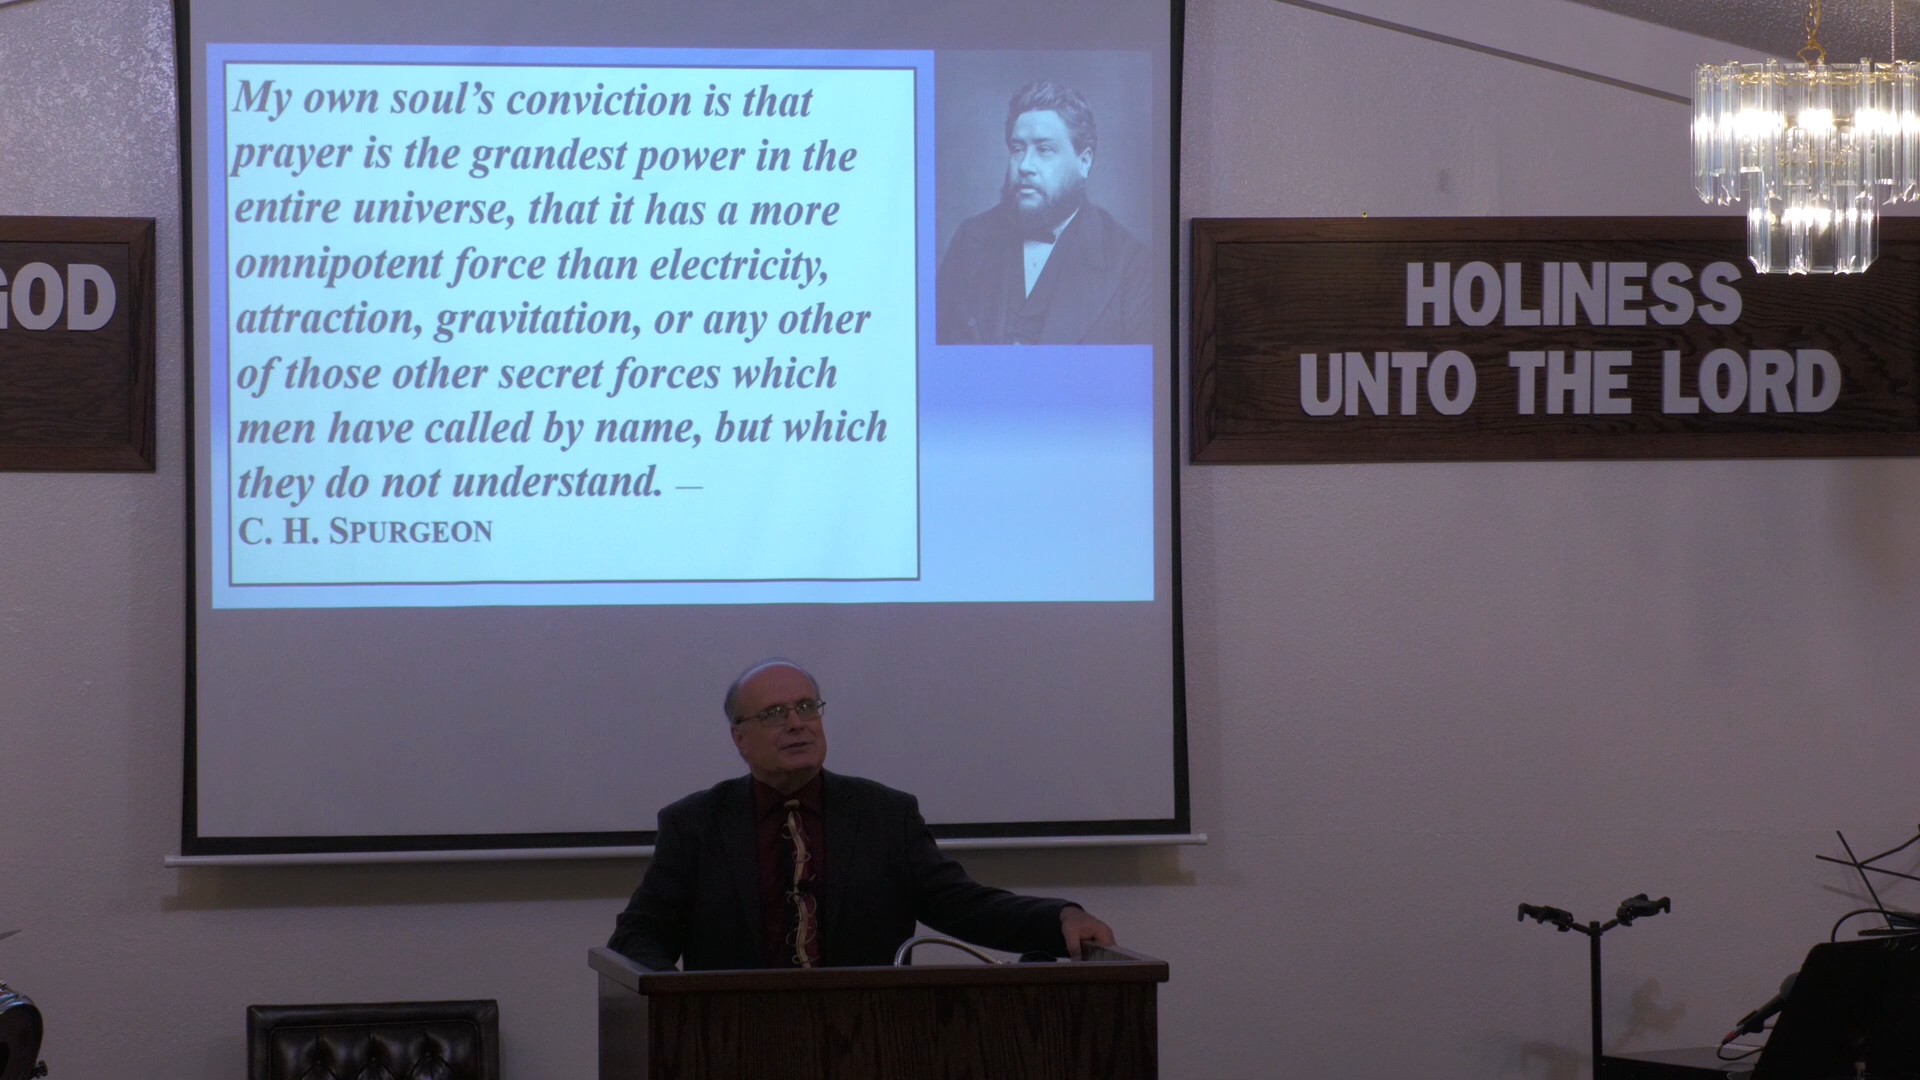 My own soul’s conviction is that
prayer is the grandest power in the
entire universe, that it has a more
omnipotent force than electricity,
attraction, gravitation, or any other
of those other secret forces which
men have called by name, but which
they do not understand. —
C. H. SPURGEON
GOD
HOLINESS
UNTO THE LORD